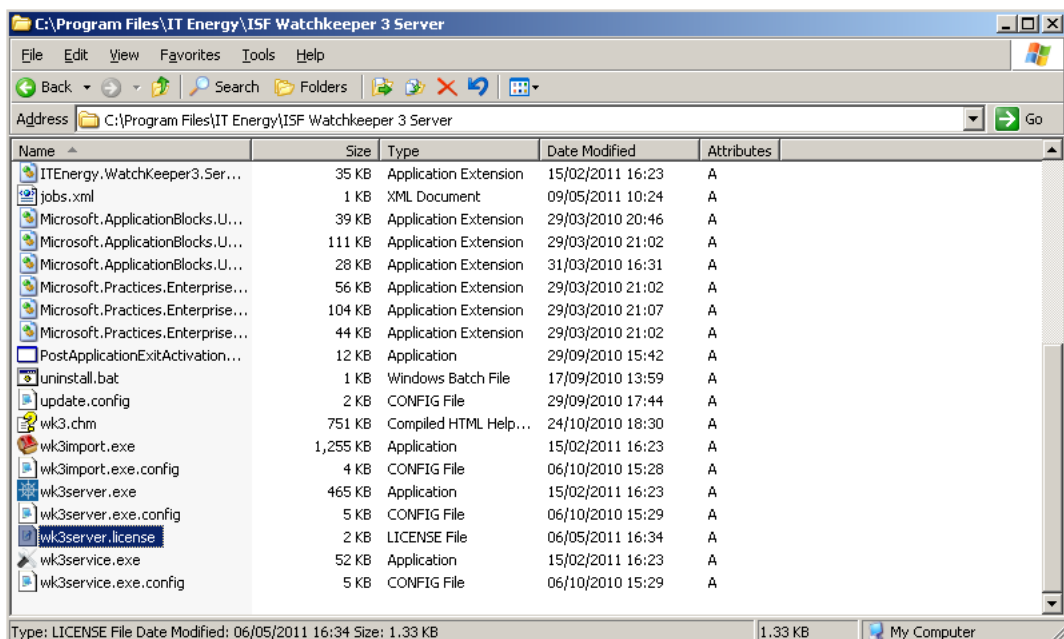 C:\Program Files\IT Energy\ISF Watchkeeper 3 Server
File Edit View Favorites Tools Help
Back Search Folders
Address C:\Program Files\IT Energy\ISF Watchkeeper 3 Server Go
Name Size Type Date Modified Attributes
ITEnergy.WatchKeeper3.Ser... 35 KB Application Extension 15/02/2011 16:23 A
jobs.xml 1 KB XML Document 09/05/2011 10:24 A
Microsoft.ApplicationBlocks.U... 39 KB Application Extension 29/03/2010 20:46 A
Microsoft.ApplicationBlocks.U... 111 KB Application Extension 29/03/2010 21:02 A
Microsoft.ApplicationBlocks.U... 28 KB Application Extension 31/03/2010 16:31 A
Microsoft.Practices.Enterprise... 56 KB Application Extension 29/03/2010 21:02 A
Microsoft.Practices.Enterprise... 104 KB Application Extension 29/03/2010 21:07 A
Microsoft.Practices.Enterprise... 44 KB Application Extension 29/03/2010 21:02 A
PostApplicationExitActivation... 12 KB Application 29/09/2010 15:42 A
uninstall.bat 1 KB Windows Batch File 17/09/2010 13:59 A
update.config 2 KB CONFIG File 29/09/2010 17:44 A
wk3.chm 751 KB Compiled HTML Help... 24/10/2010 18:30 A
wk3import.exe 1,255 KB Application 15/02/2011 16:23 A
wk3import.exe.config 4 KB CONFIG File 06/10/2010 15:28 A
wk3server.exe 465 KB Application 15/02/2011 16:23 A
wk3server.exe.config 5 KB CONFIG File 06/10/2010 15:29 A
wk3server.license 2 KB LICENSE File 06/05/2011 16:34 A
wk3service.exe 52 KB Application 15/02/2011 16:23 A
wk3service.exe.config 5 KB CONFIG File 06/10/2010 15:29 A
Type: LICENSE File Date Modified: 06/05/2011 16:34 Size: 1.33 KB 1.33 KB My Computer